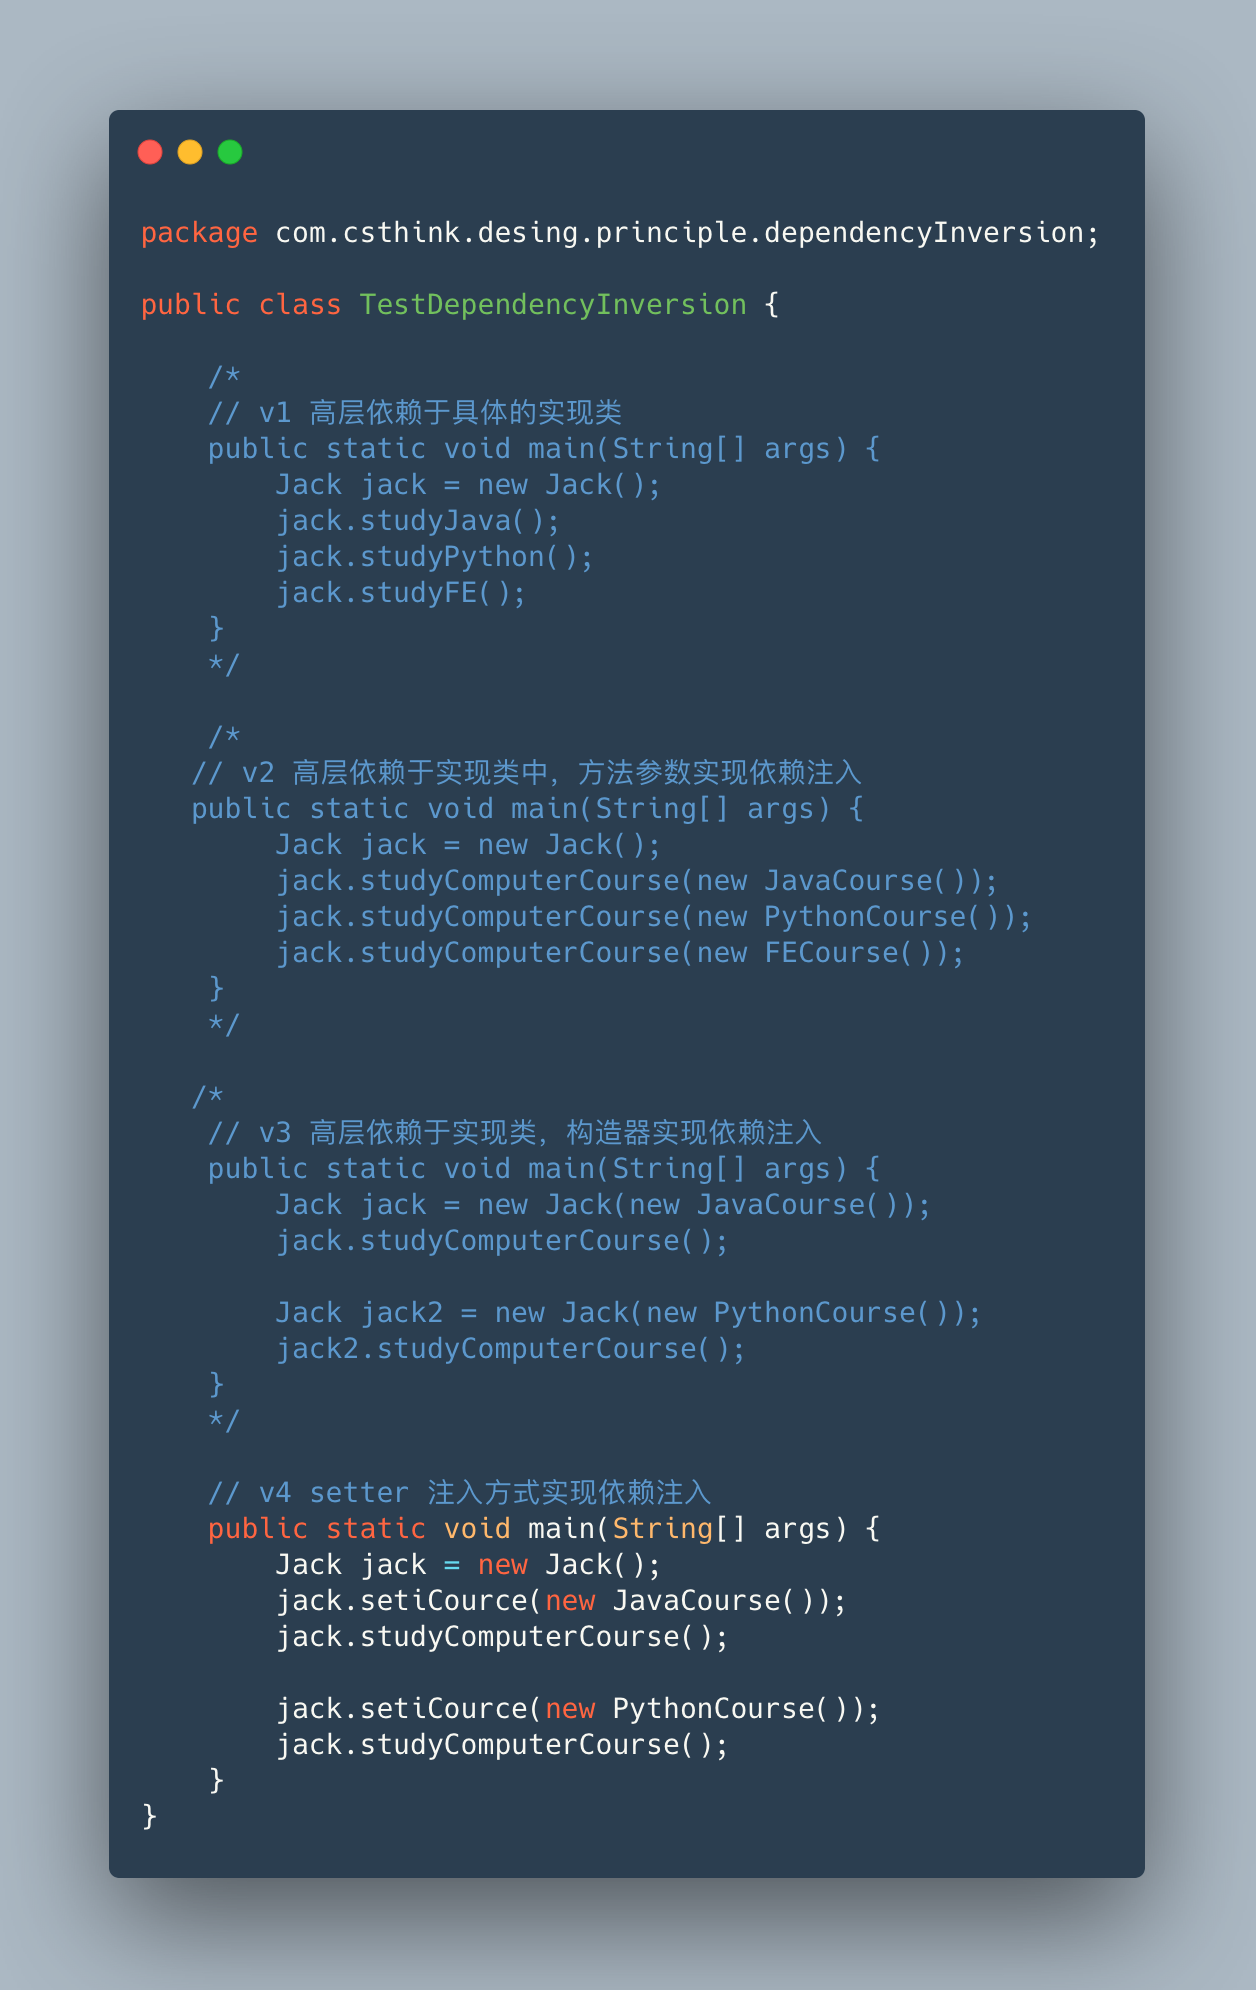 package com.csthink.desing.principle.dependencyInversion;

public class TestDependencyInversion {

    /*
    // v1 高层依赖于具体的实现类
    public static void main(String[] args) {
        Jack jack = new Jack();
        jack.studyJava();
        jack.studyPython();
        jack.studyFE();
    }
    */

    /*
   // v2 高层依赖于实现类中，方法参数实现依赖注入
   public static void main(String[] args) {
        Jack jack = new Jack();
        jack.studyComputerCourse(new JavaCourse());
        jack.studyComputerCourse(new PythonCourse());
        jack.studyComputerCourse(new FECourse());
    }
    */

   /*
    // v3 高层依赖于实现类，构造器实现依赖注入
    public static void main(String[] args) {
        Jack jack = new Jack(new JavaCourse());
        jack.studyComputerCourse();

        Jack jack2 = new Jack(new PythonCourse());
        jack2.studyComputerCourse();
    }
    */

    // v4 setter 注入方式实现依赖注入
    public static void main(String[] args) {
        Jack jack = new Jack();
        jack.setiCource(new JavaCourse());
        jack.studyComputerCourse();

        jack.setiCource(new PythonCourse());
        jack.studyComputerCourse();
    }
}